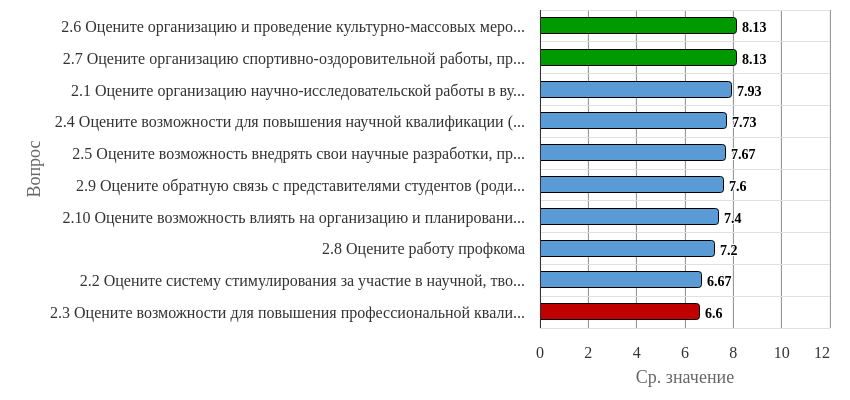 2.6 Оцените организацию и проведение культурно-массовых меро... 8.13
2.7 Оцените организацию спортивно-оздоровительной работы, пр... 8.13
2.1 Оцените организацию научно-исследовательской работы в ву... 7.93
2.4 Оцените возможности для повышения научной квалификации (... 7.73
2.5 Оцените возможность внедрять свои научные разработки, пр... 7.67
2.9 Оцените обратную связь с представителями студентов (роди... 7.6
2.10 Оцените возможность влиять на организацию и планировани... 7.4
2.8 Оцените работу профкома 7.2
2.2 Оцените систему стимулирования за участие в научной, тво... 6.67
2.3 Оцените возможности для повышения профессиональной квали... 6.6
Вопрос
0 2 4 6 8 10 12
Ср. значение